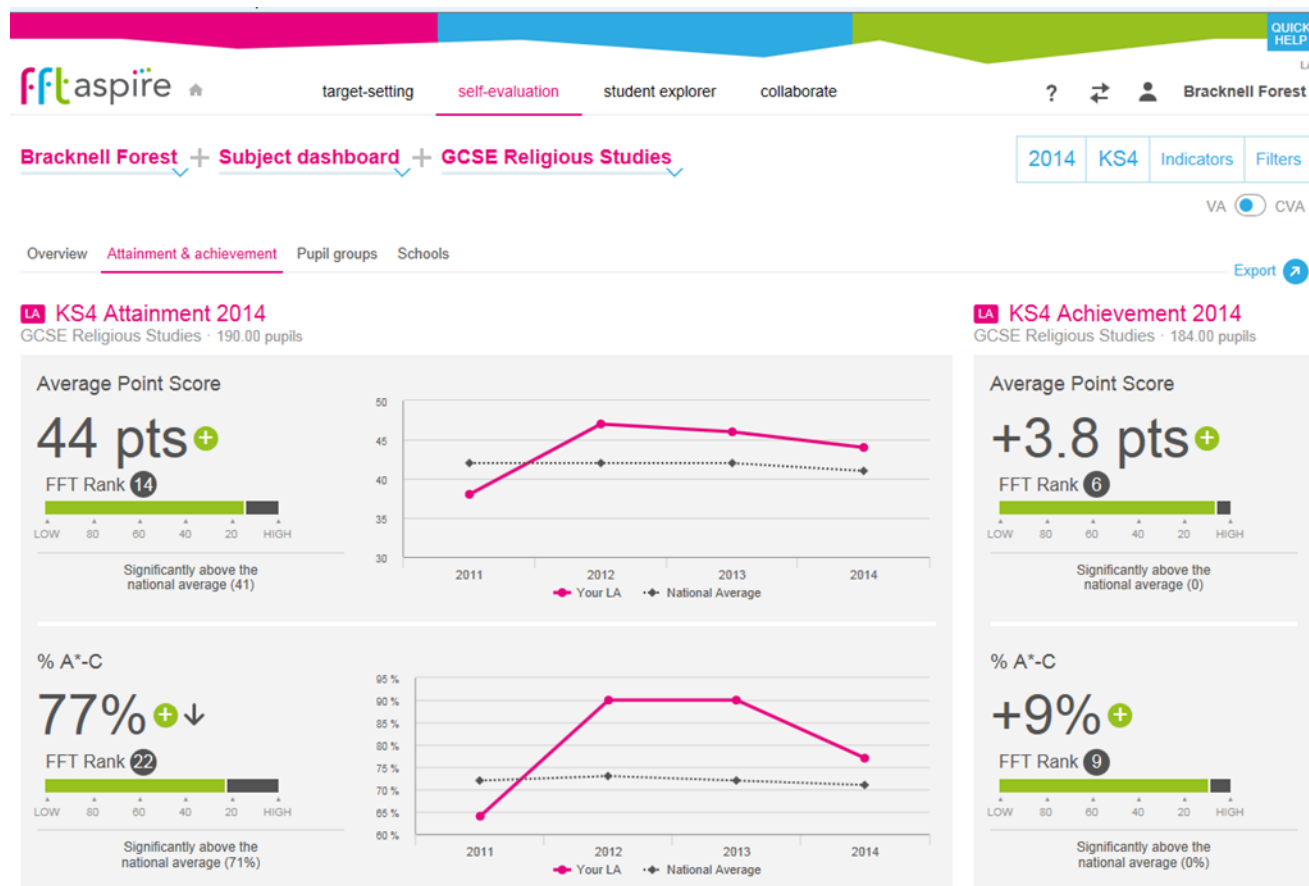 QUICK
HELP
LA
fft aspire
target-setting self-evaluation student explorer collaborate ? Bracknell Forest
Bracknell Forest + Subject dashboard + GCSE Religious Studies
2014 KS4 Indicators Filters
VA CVA
Overview Attainment & achievement Pupil groups Schools
Export
LA KS4 Attainment 2014
GCSE Religious Studies · 190.00 pupils
Average Point Score
44 pts +
FFT Rank 14
LOW 80 60 40 20 HIGH
Significantly above the
national average (41)
50
45
40
35
30
2011 2012 2013 2014
Your LA National Average
% A*-C
77% +
FFT Rank 22
LOW 80 60 40 20 HIGH
Significantly above the
national average (71%)
95 %
90 %
85 %
80 %
75 %
70 %
65 %
60 %
2011 2012 2013 2014
Your LA National Average
LA KS4 Achievement 2014
GCSE Religious Studies · 184.00 pupils
Average Point Score
+3.8 pts +
FFT Rank 6
LOW 80 60 40 20 HIGH
Significantly above the
national average (0)
% A*-C
+9% +
FFT Rank 9
LOW 80 60 40 20 HIGH
Significantly above the
national average (0%)